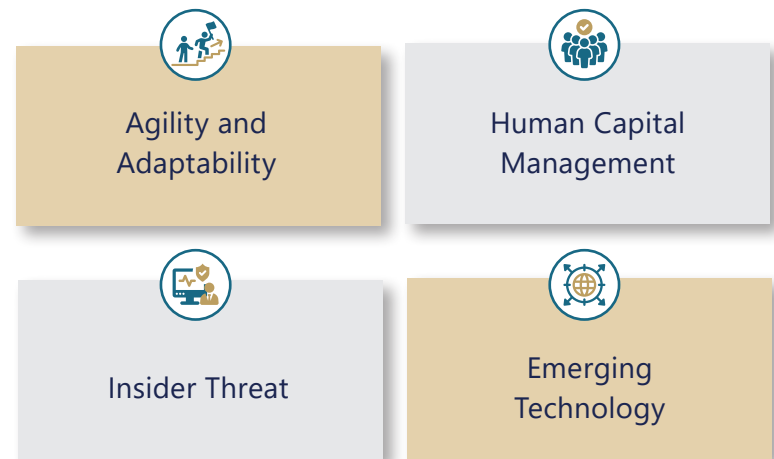 Agility and
Adaptability
Human Capital
Management
Insider Threat
Emerging
Technology